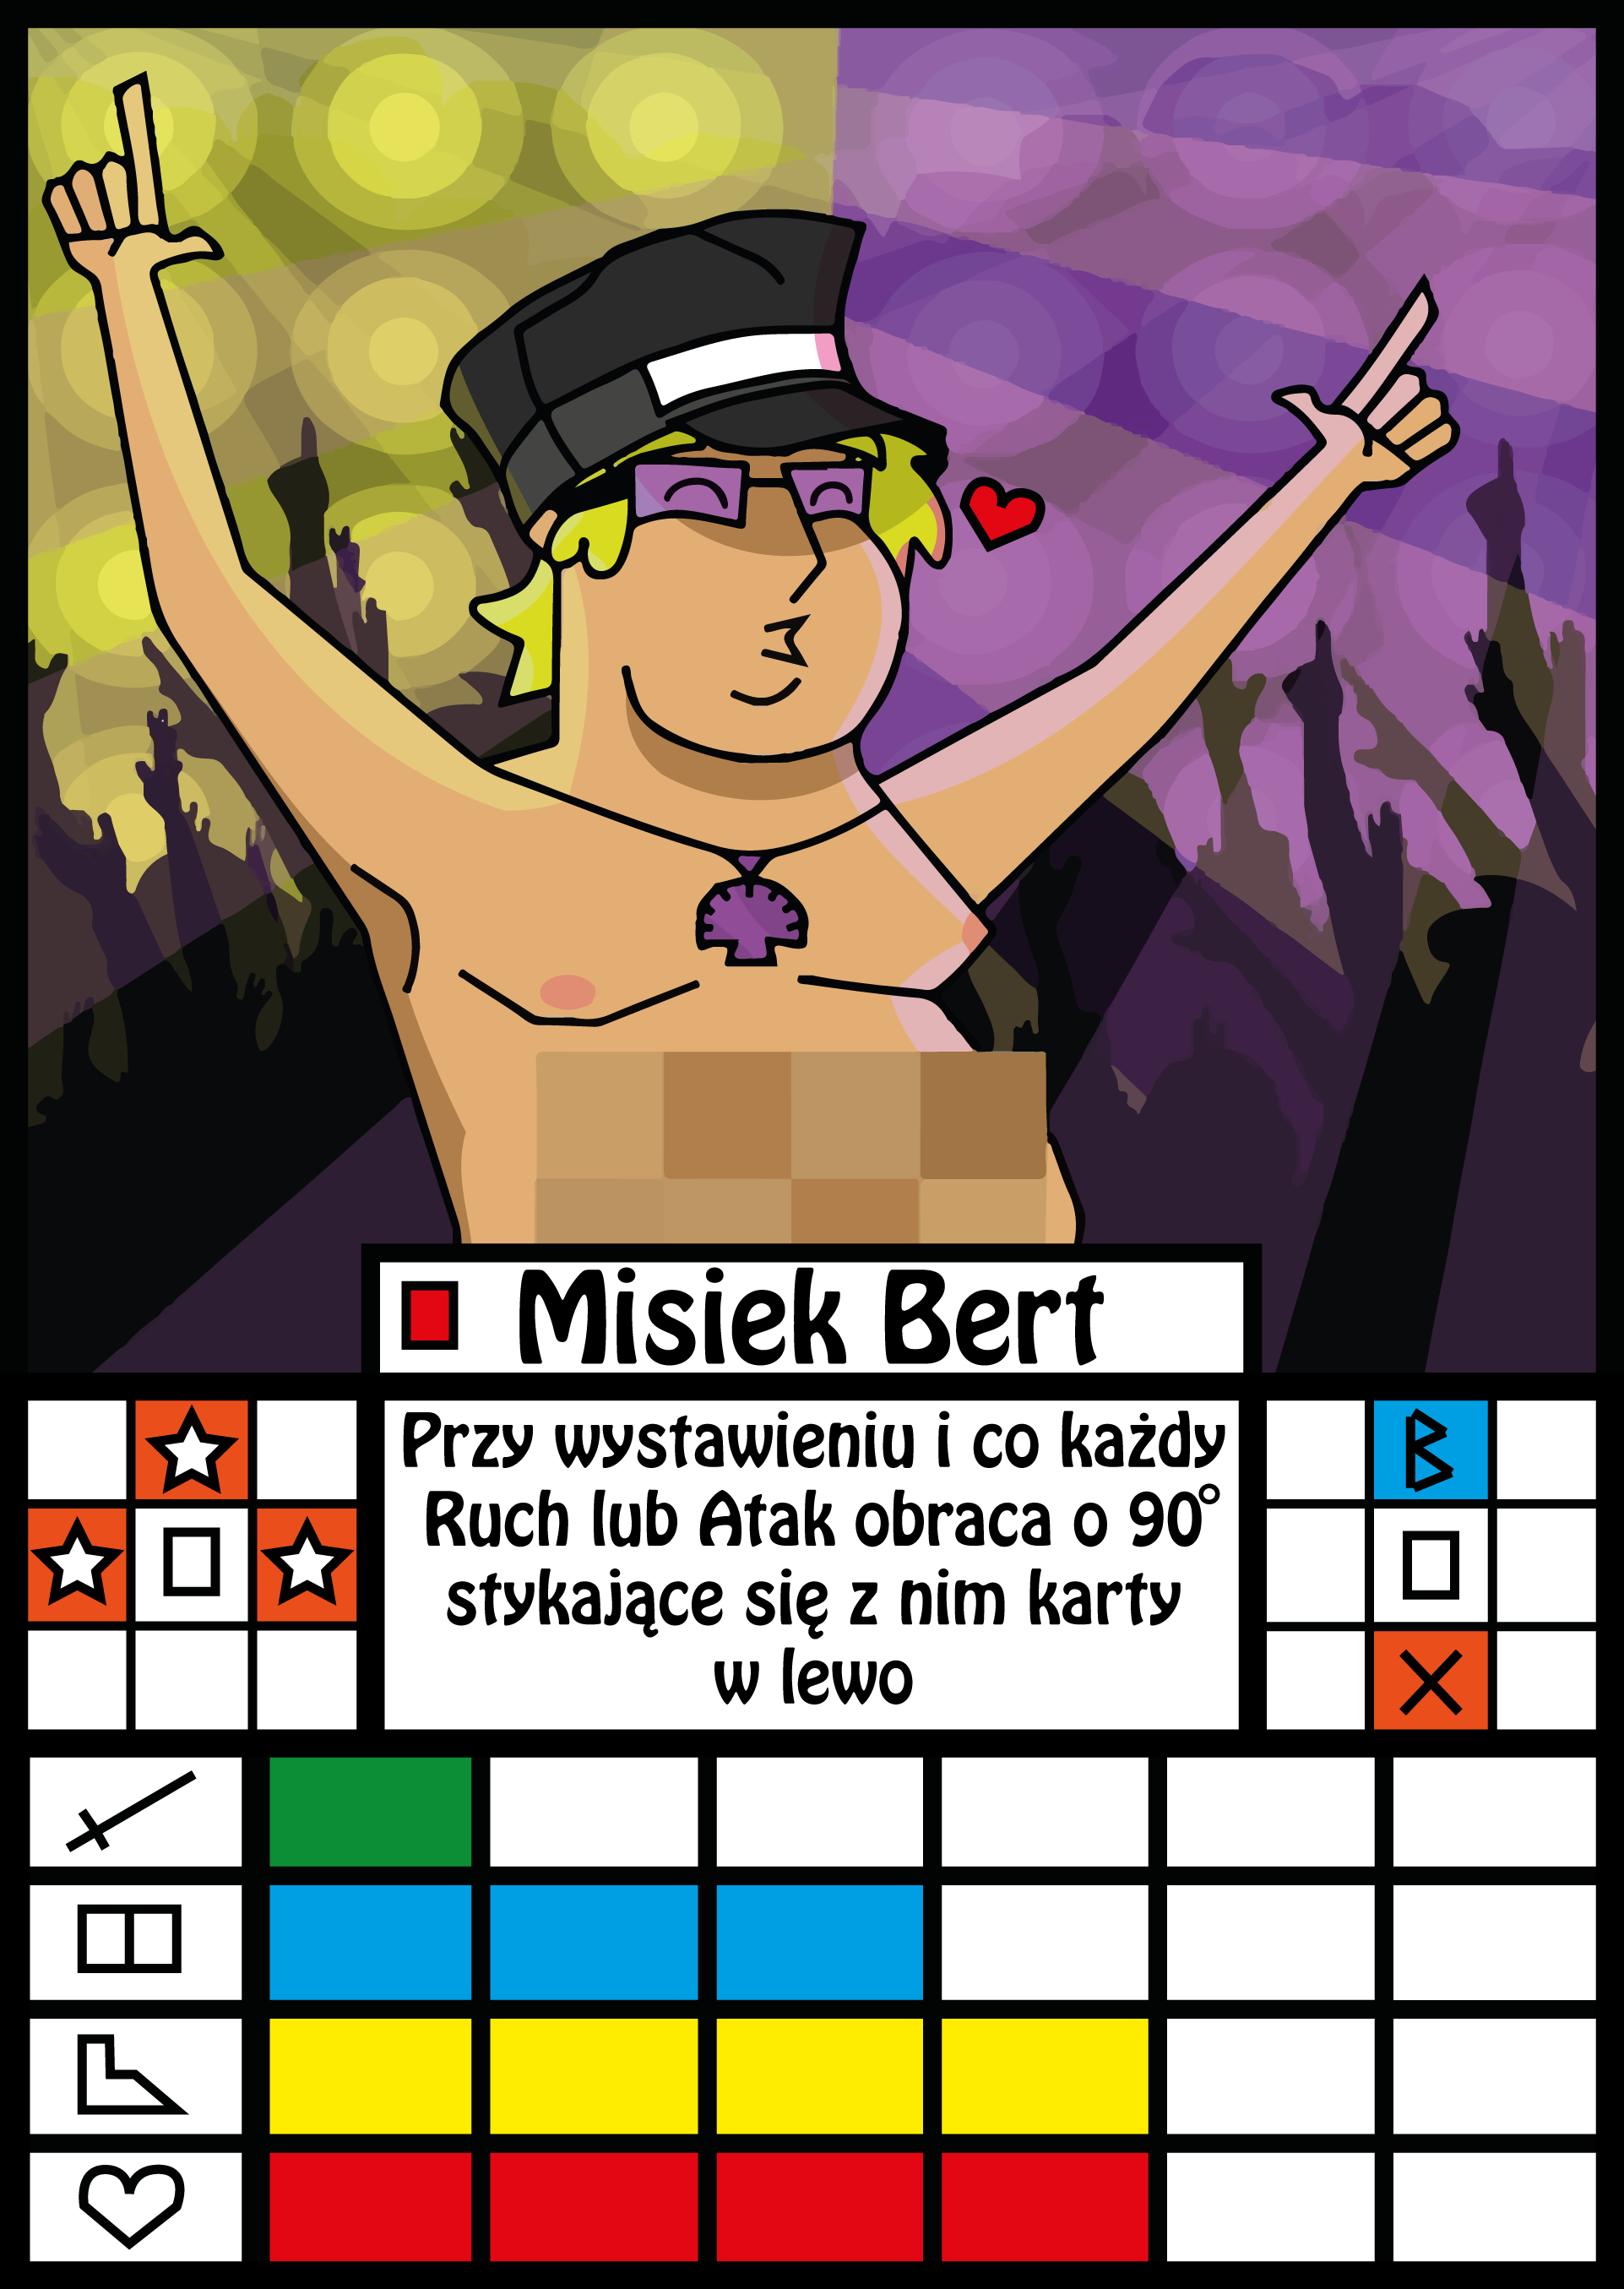 Misiek Bert
Przy wystawieniu i co każdy
Ruch lub Atak obraca o 90°
stykające się z nim karty
w lewo
B